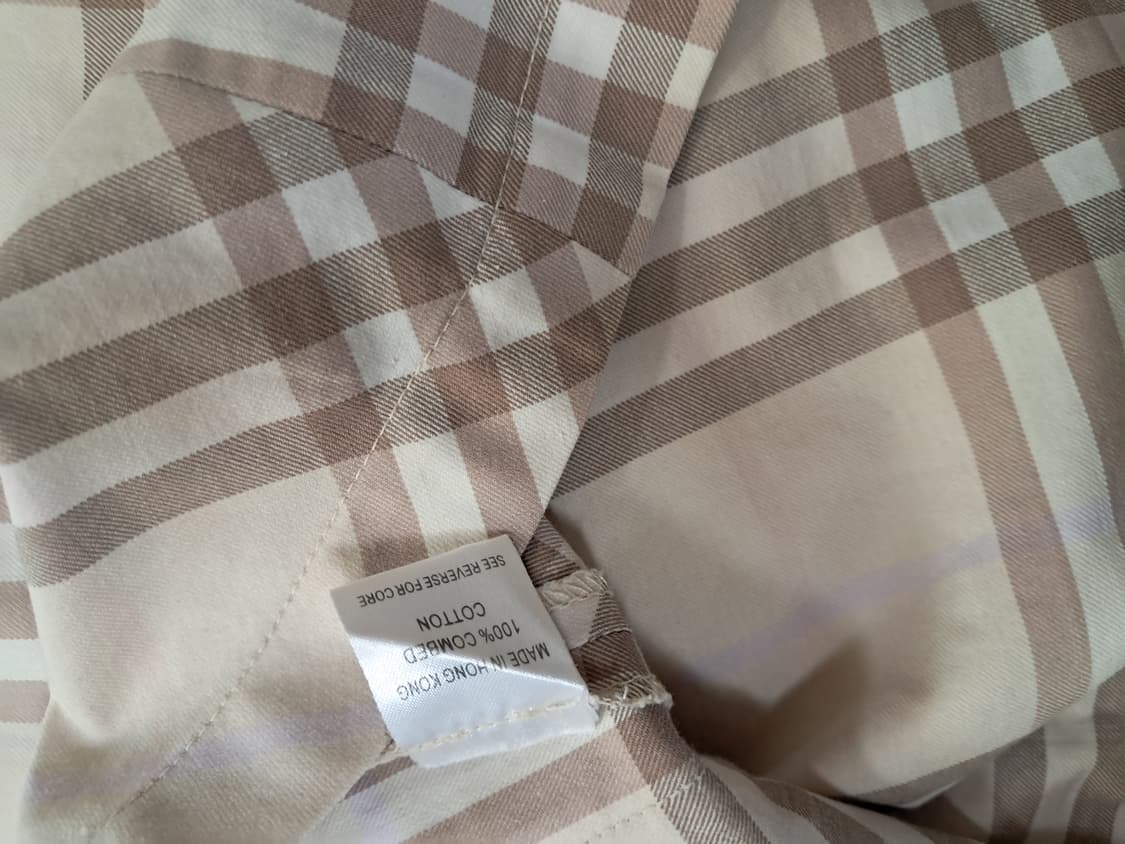 MADE IN HONG KONG
100% COMBED
COTTON
SEE REVERSE FOR CORE